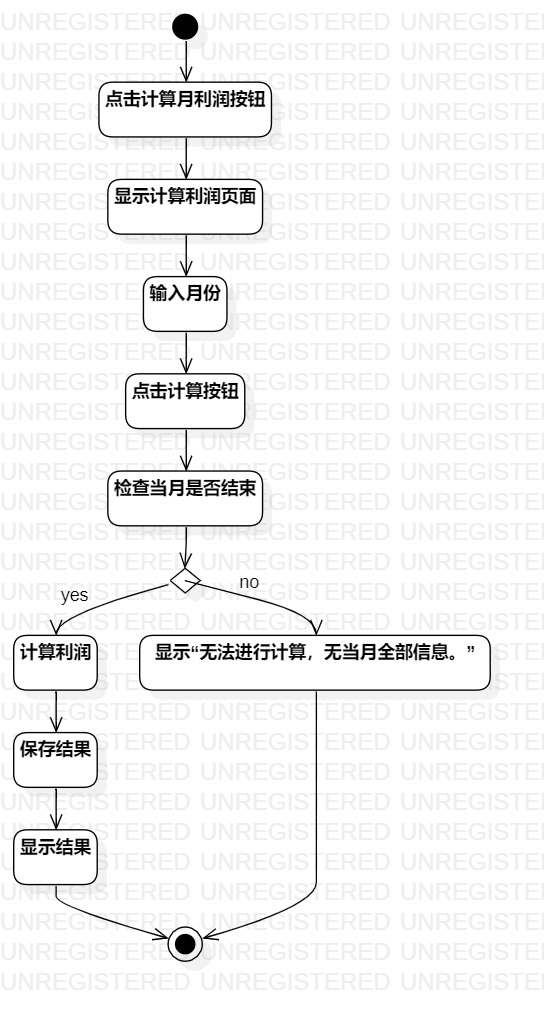 点击计算月利润按钮
显示计算利润页面
输入月份
点击计算按钮
检查当月是否结束
yes
no
计算利润
显示“无法进行计算，无当月全部信息。”
保存结果
显示结果
UNREGISTERED